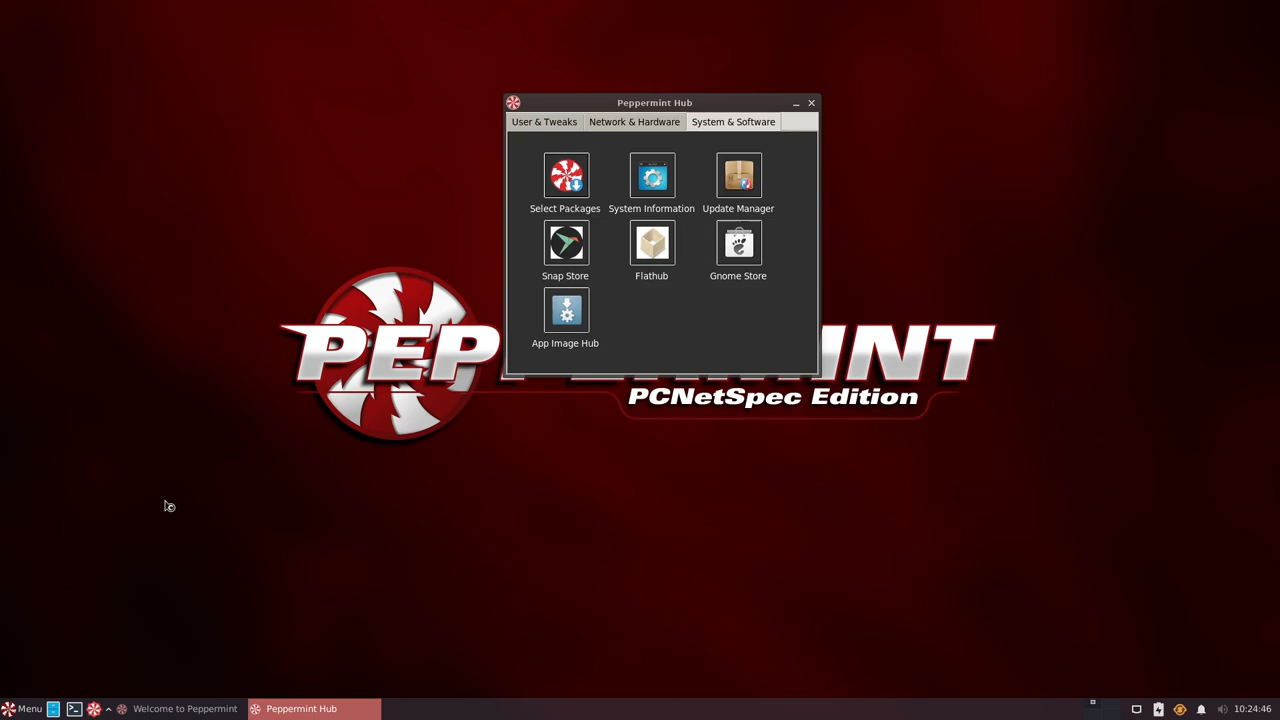 Peppermint Hub
User & Tweaks Network & Hardware System & Software
Select Packages System Information Update Manager
Snap Store Flathub Gnome Store
App Image Hub
PEP
INT
PCNetSpec Edition
Menu Welcome to Peppermint Peppermint Hub 10:24:46